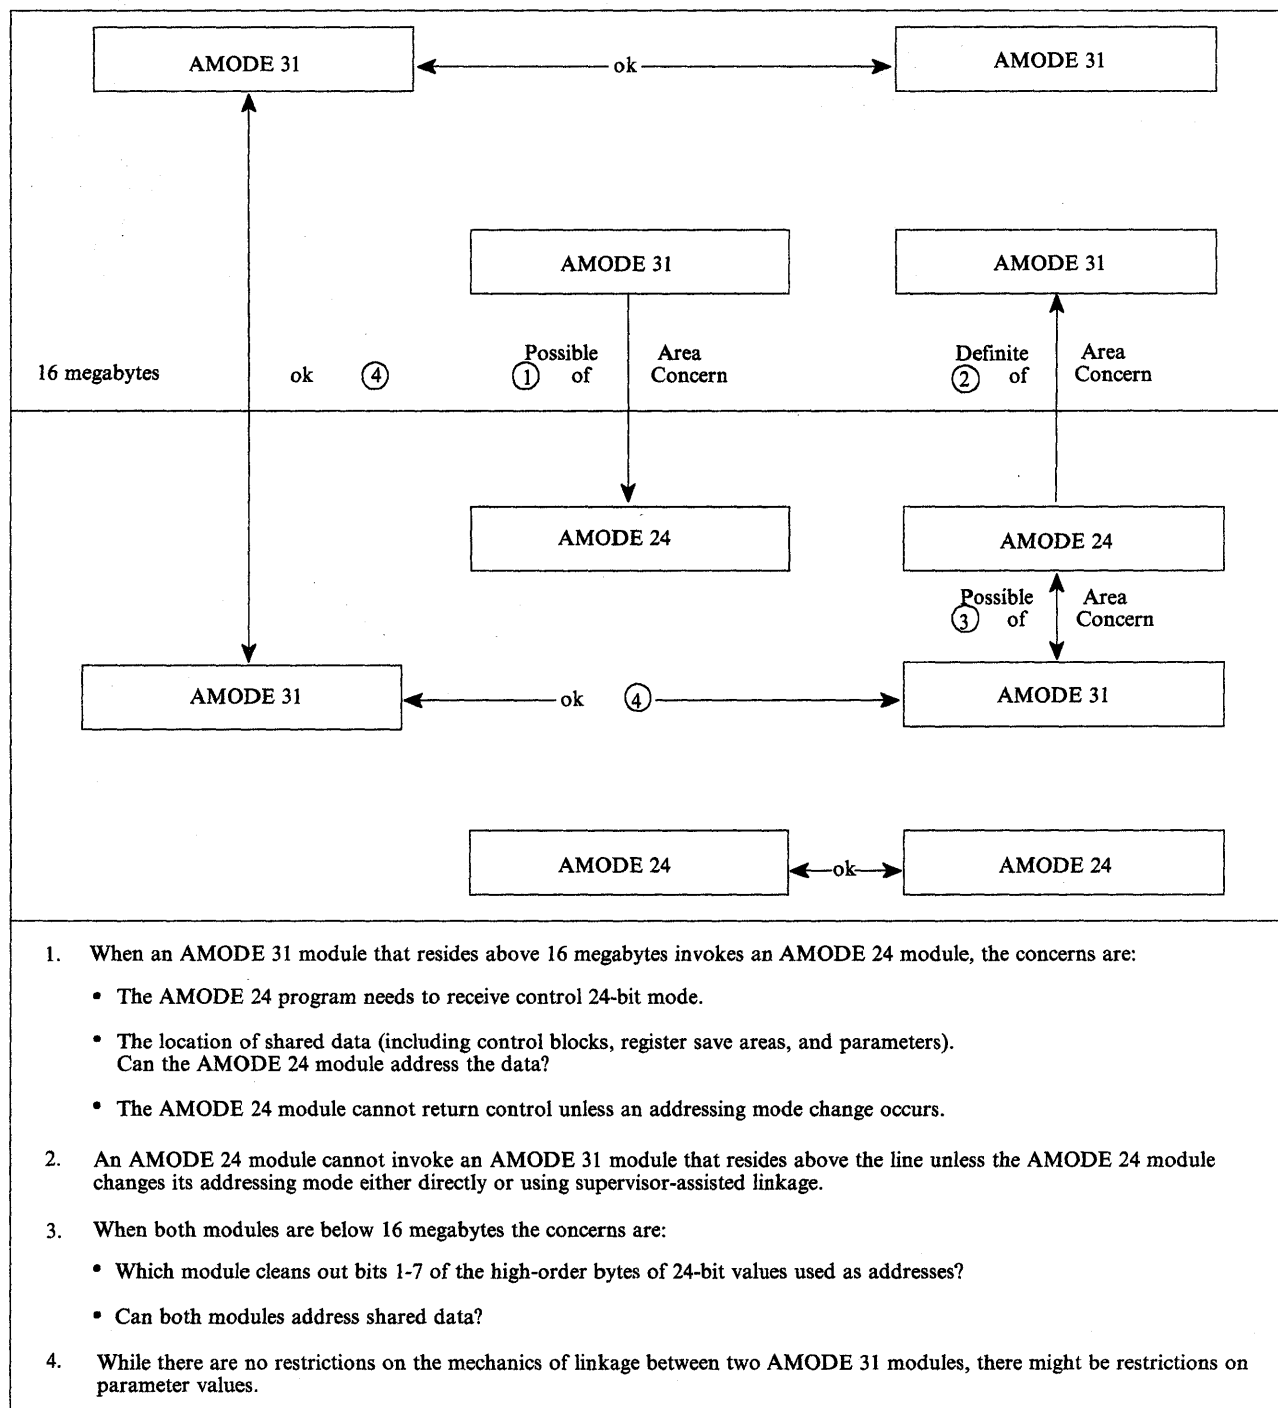 AMODE 31
ok
AMODE 31
AMODE 31
AMODE 31
16 megabytes
ok
4
Possible Area
1 of Concern
Definite Area
2 of Concern
AMODE 24
AMODE 24
Possible Area
3 of Concern
AMODE 31
ok
4
AMODE 31
AMODE 24
ok
AMODE 24
1. When an AMODE 31 module that resides above 16 megabytes invokes an AMODE 24 module, the concerns are:
• The AMODE 24 program needs to receive control 24-bit mode.
• The location of shared data (including control blocks, register save areas, and parameters).
Can the AMODE 24 module address the data?
• The AMODE 24 module cannot return control unless an addressing mode change occurs.
2. An AMODE 24 module cannot invoke an AMODE 31 module that resides above the line unless the AMODE 24 module
changes its addressing mode either directly or using supervisor-assisted linkage.
3. When both modules are below 16 megabytes the concerns are:
• Which module cleans out bits 1-7 of the high-order bytes of 24-bit values used as addresses?
• Can both modules address shared data?
4. While there are no restrictions on the mechanics of linkage between two AMODE 31 modules, there might be restrictions on
parameter values.